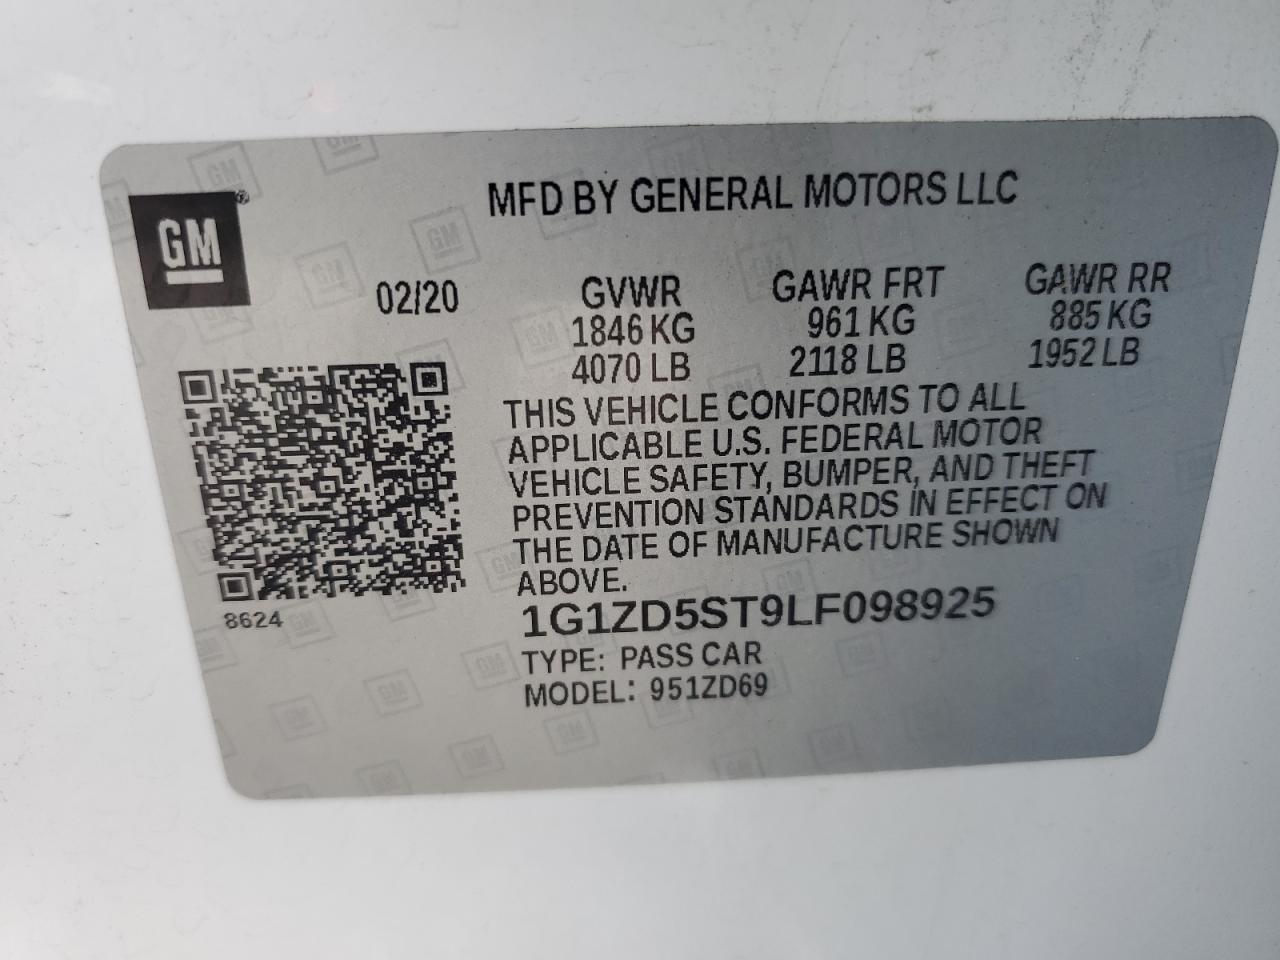 MFD BY GENERAL MOTORS LLC
GM®
02/20
GVWR GAWR FRT GAWR RR
1846 KG 961 KG 885 KG
4070 LB 2118 LB 1952 LB
THIS VEHICLE CONFORMS TO ALL
APPLICABLE U.S. FEDERAL MOTOR
VEHICLE SAFETY, BUMPER, AND THEFT
PREVENTION STANDARDS IN EFFECT ON
THE DATE OF MANUFACTURE SHOWN
ABOVE.
8624
1G1ZD5ST9LF098925
TYPE: PASS CAR
MODEL: 951ZD69